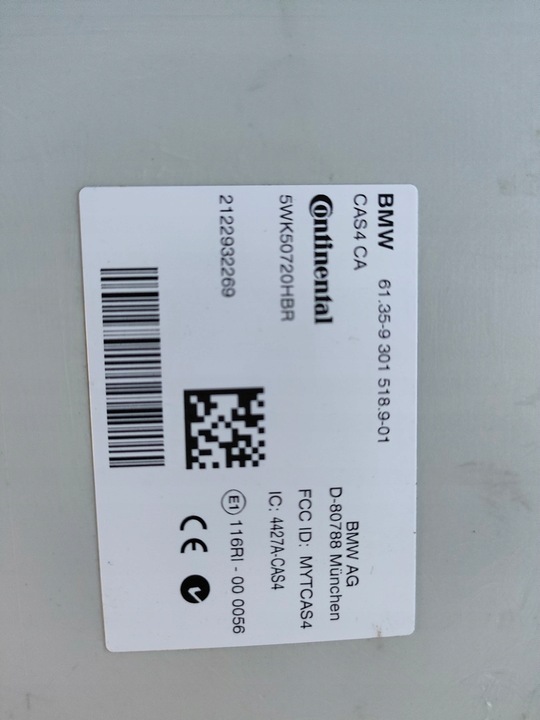 BMW 61.35-9 301 518.9-01
CAS4 CA
BMW AG
D-80788 München
Continental
FCC ID: MYTCAS4
5WK50720HBR
IC: 4427A-CAS4
E1 116RI - 00 0056
2122932269
CE